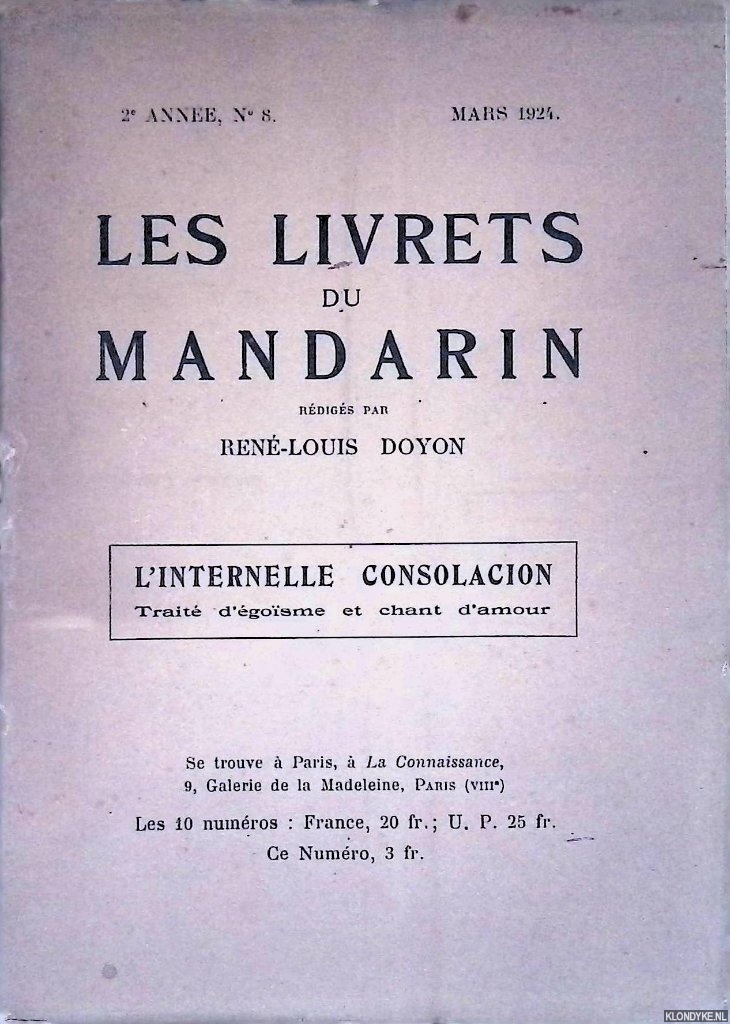 2e ANNEE, No 8. MARS 1924.
LES LIVRETS
DU
MANDARIN
RÉDIGÉS PAR
RENÉ-LOUIS DOYON
L'INTERNELLE CONSOLACION
Traité d'égoïsme et chant d'amour
Se trouve à Paris, à La Connaissance,
9, Galerie de la Madeleine, PARIS (VIIIe)
Les 10 numéros : France, 20 fr.; U. P. 25 fr.
Ce Numéro, 3 fr.
KLONDYKE.NL